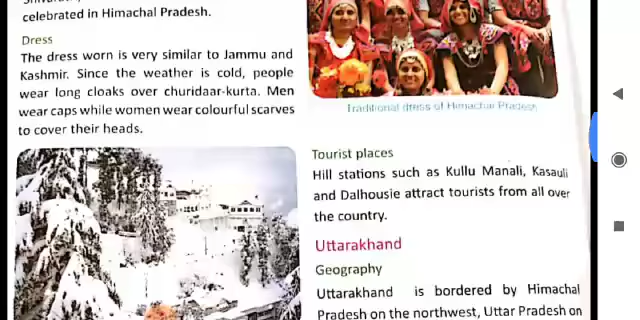 celebrated in Himachal Pradesh.
Dress
The dress worn is very similar to Jammu and
Kashmir. Since the weather is cold, people
wear long cloaks over churidaar-kurta. Men
wear caps while women wear colourful scarves
to cover their heads.
Traditional dress of Himachal Pradesh
Tourist places
Hill stations such as Kullu Manali, Kasauli
and Dalhousie attract tourists from all over
the country.
Uttarakhand
Geography
Uttarakhand is bordered by Himachal
Pradesh on the northwest, Uttar Pradesh on